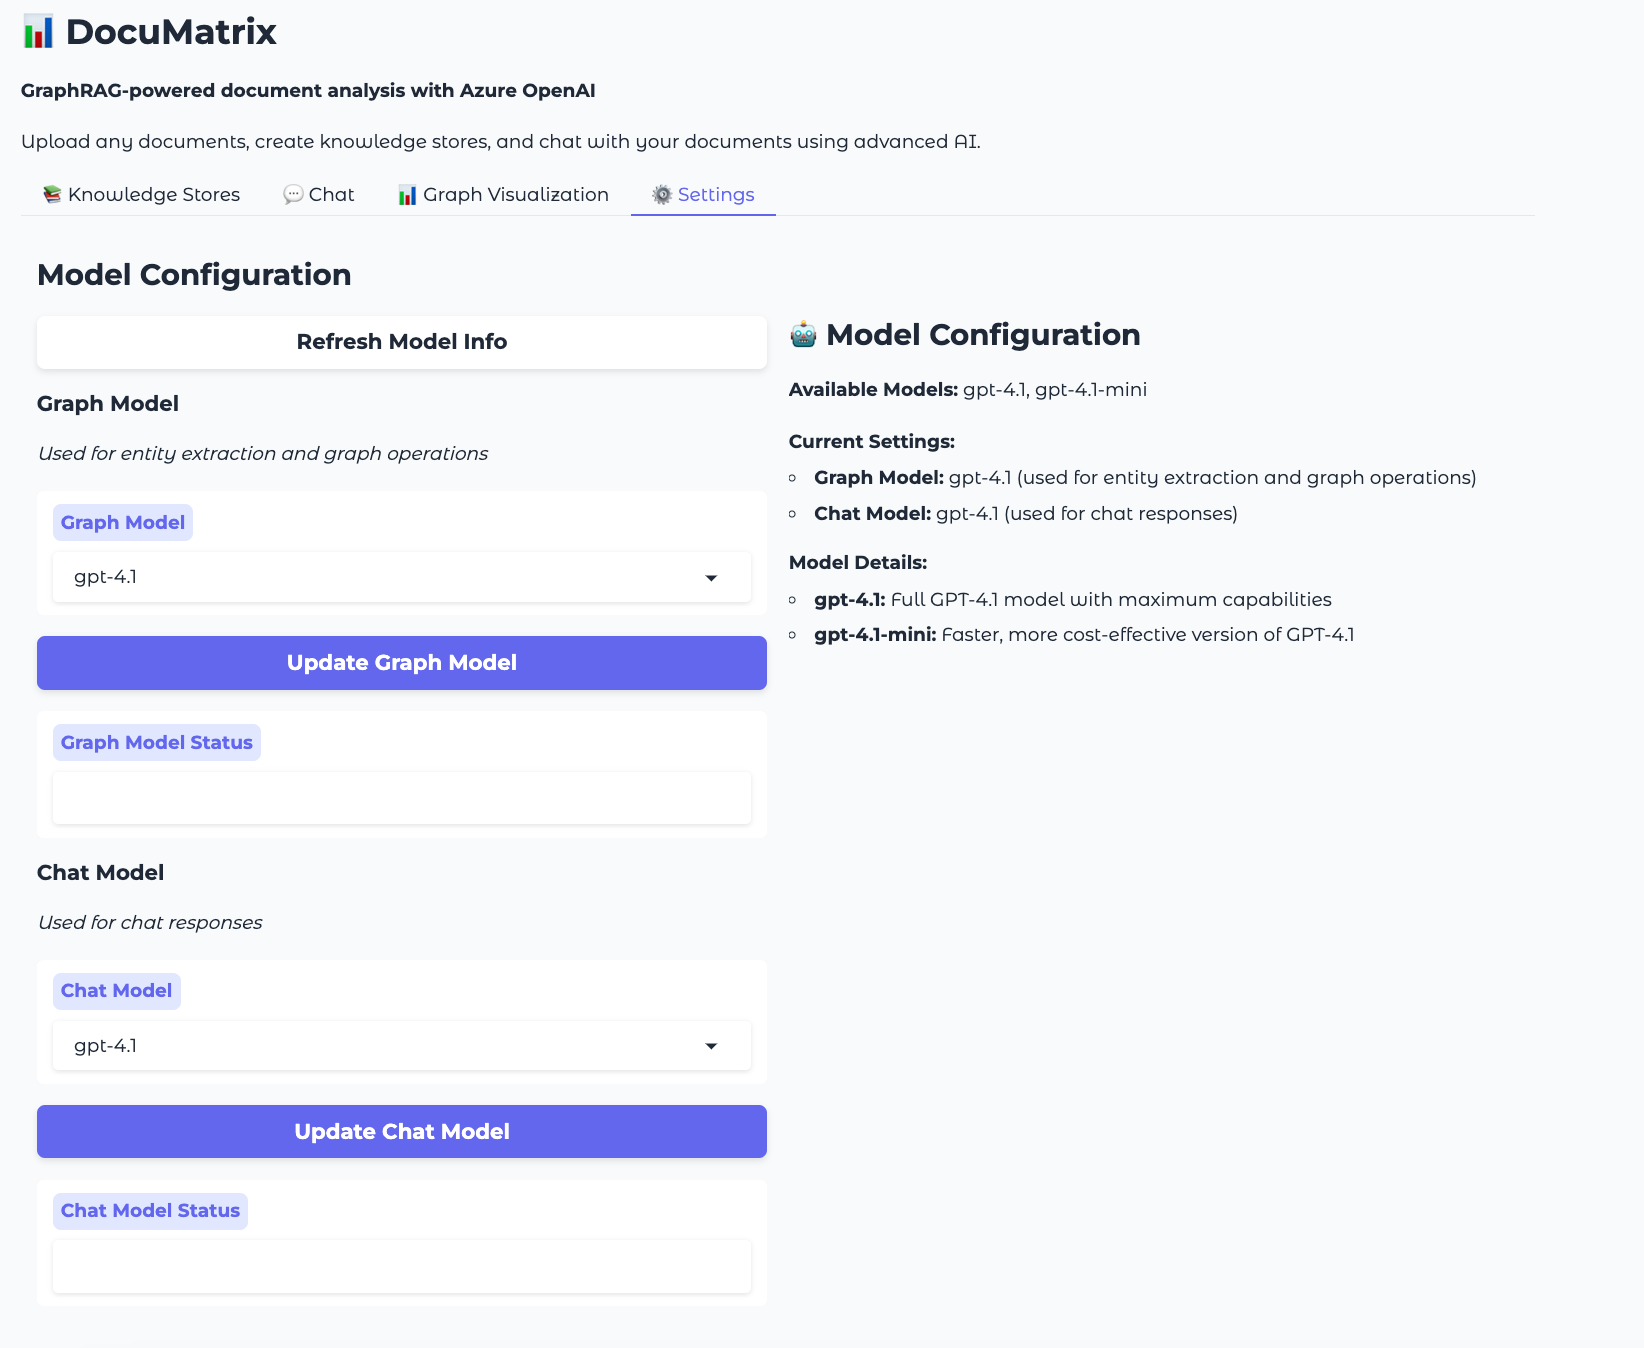 📊 DocuMatrix
GraphRAG-powered document analysis with Azure OpenAI
Upload any documents, create knowledge stores, and chat with your documents using advanced AI.
📚 Knowledge Stores 💬 Chat 📊 Graph Visualization ⚙️ Settings
Model Configuration
Refresh Model Info
Graph Model
Used for entity extraction and graph operations
Graph Model
gpt-4.1
Update Graph Model
Graph Model Status
Chat Model
Used for chat responses
Chat Model
gpt-4.1
Update Chat Model
Chat Model Status
🤖 Model Configuration
Available Models: gpt-4.1, gpt-4.1-mini
Current Settings:
Graph Model: gpt-4.1 (used for entity extraction and graph operations)
Chat Model: gpt-4.1 (used for chat responses)
Model Details:
gpt-4.1: Full GPT-4.1 model with maximum capabilities
gpt-4.1-mini: Faster, more cost-effective version of GPT-4.1